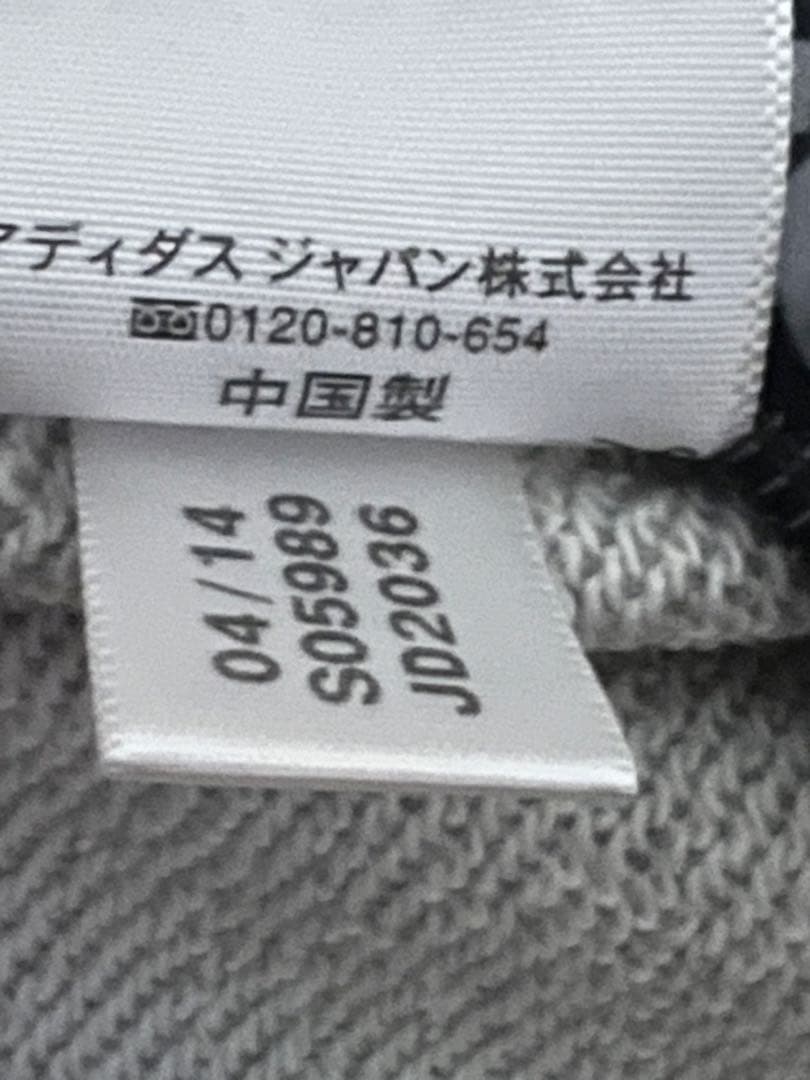 アディダス ジャパン株式会社
0120-810-654
中国製
04/14
S05989
JD2036